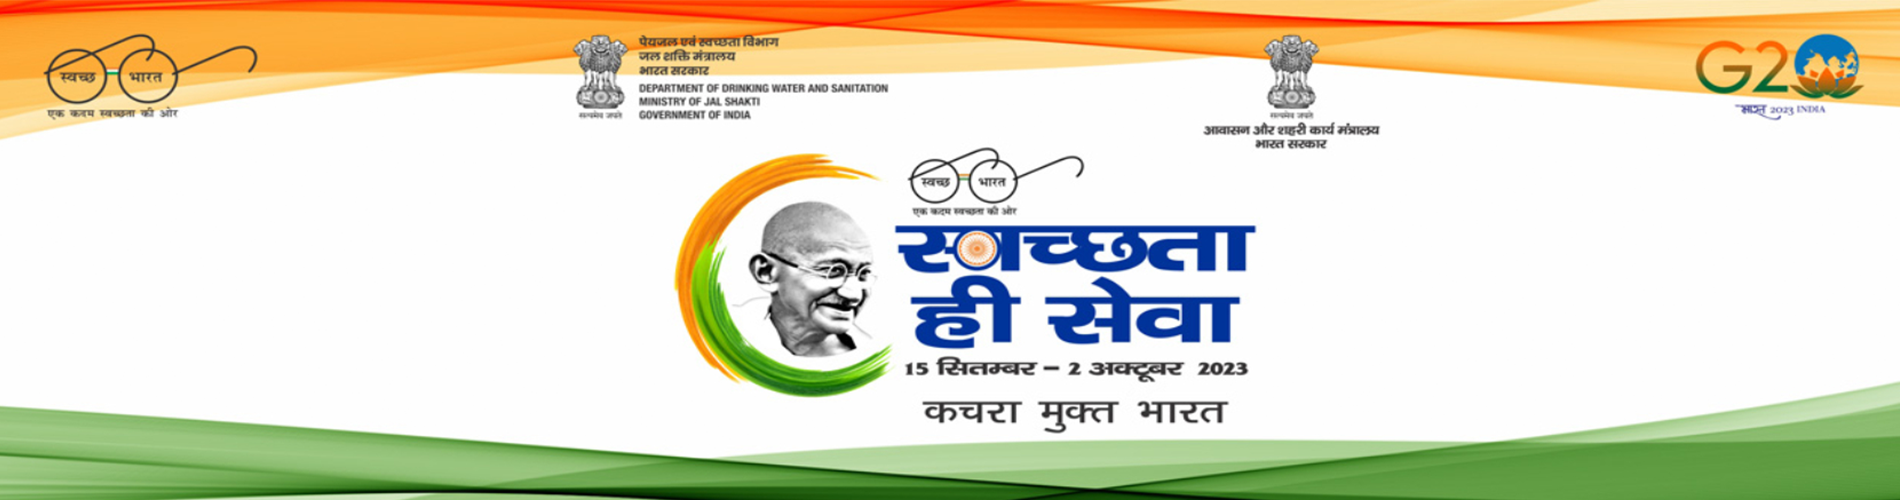 स्वच्छ भारत
एक कदम स्वच्छता की ओर
पेयजल एवं स्वच्छता विभाग
जल शक्ति मंत्रालय
भारत सरकार
DEPARTMENT OF DRINKING WATER AND SANITATION
MINISTRY OF JAL SHAKTI
GOVERNMENT OF INDIA
सत्यमेव जयते
सत्यमेव जयते
आवासन और शहरी कार्य मंत्रालय
भारत सरकार
G20
भारत 2023 INDIA
स्वच्छ भारत
एक कदम स्वच्छता की ओर
स्वच्छता
ही सेवा
15 सितम्बर – 2 अक्टूबर 2023
कचरा मुक्त भारत